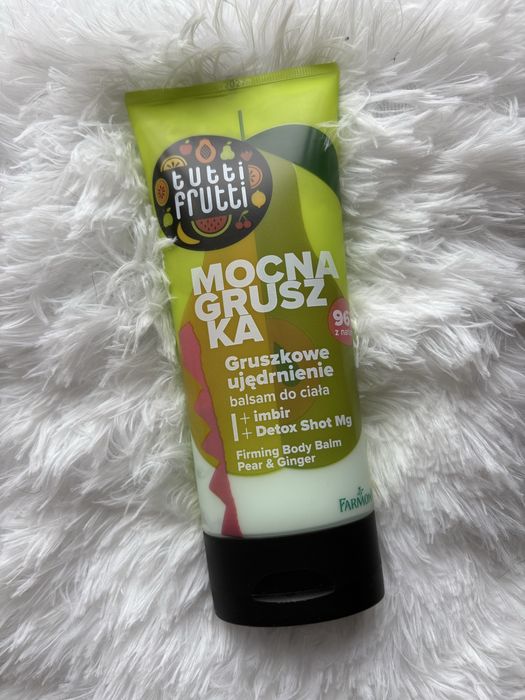 tutti
frutti
MOCNA
GRUSZ
KA
96
Gruszkowe
ujędrnienie
balsam do ciała
+ imbir
+ Detox Shot Mg
Firming Body Balm
Pear & Ginger